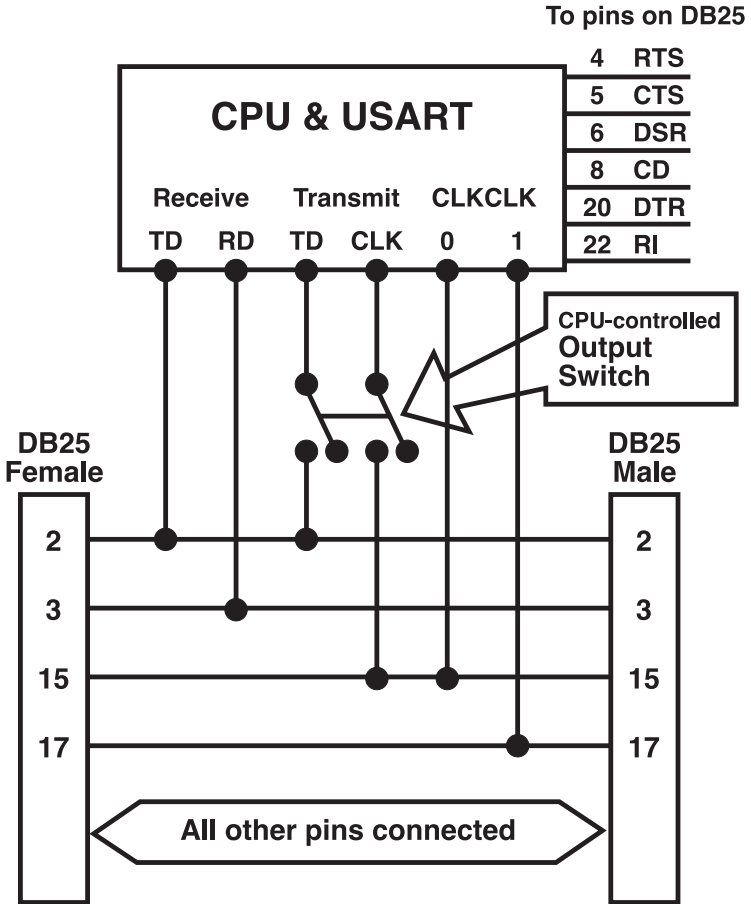 To pins on DB25
4 RTS
5 CTS
6 DSR
8 CD
20 DTR
22 RI
CPU & USART
Receive Transmit CLKCLK
TD RD TD CLK 0 1
CPU-controlled
Output
Switch
DB25
Female
DB25
Male
2 2
3 3
15 15
17 17
All other pins connected